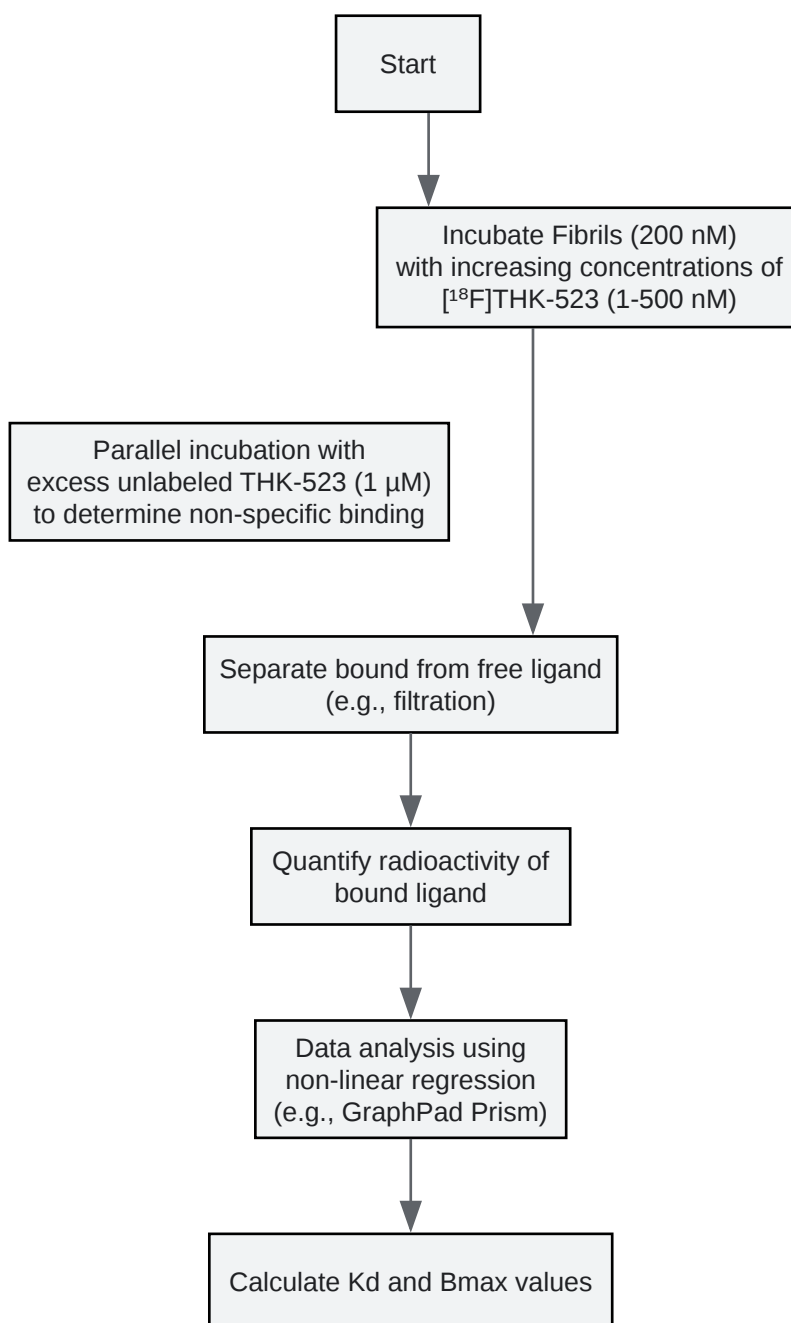 Start
Incubate Fibrils (200 nM)
with increasing concentrations of
[¹⁸F]THK-523 (1-500 nM)
Parallel incubation with
excess unlabeled THK-523 (1 µM)
to determine non-specific binding
Separate bound from free ligand
(e.g., filtration)
Quantify radioactivity of
bound ligand
Data analysis using
non-linear regression
(e.g., GraphPad Prism)
Calculate Kd and Bmax values